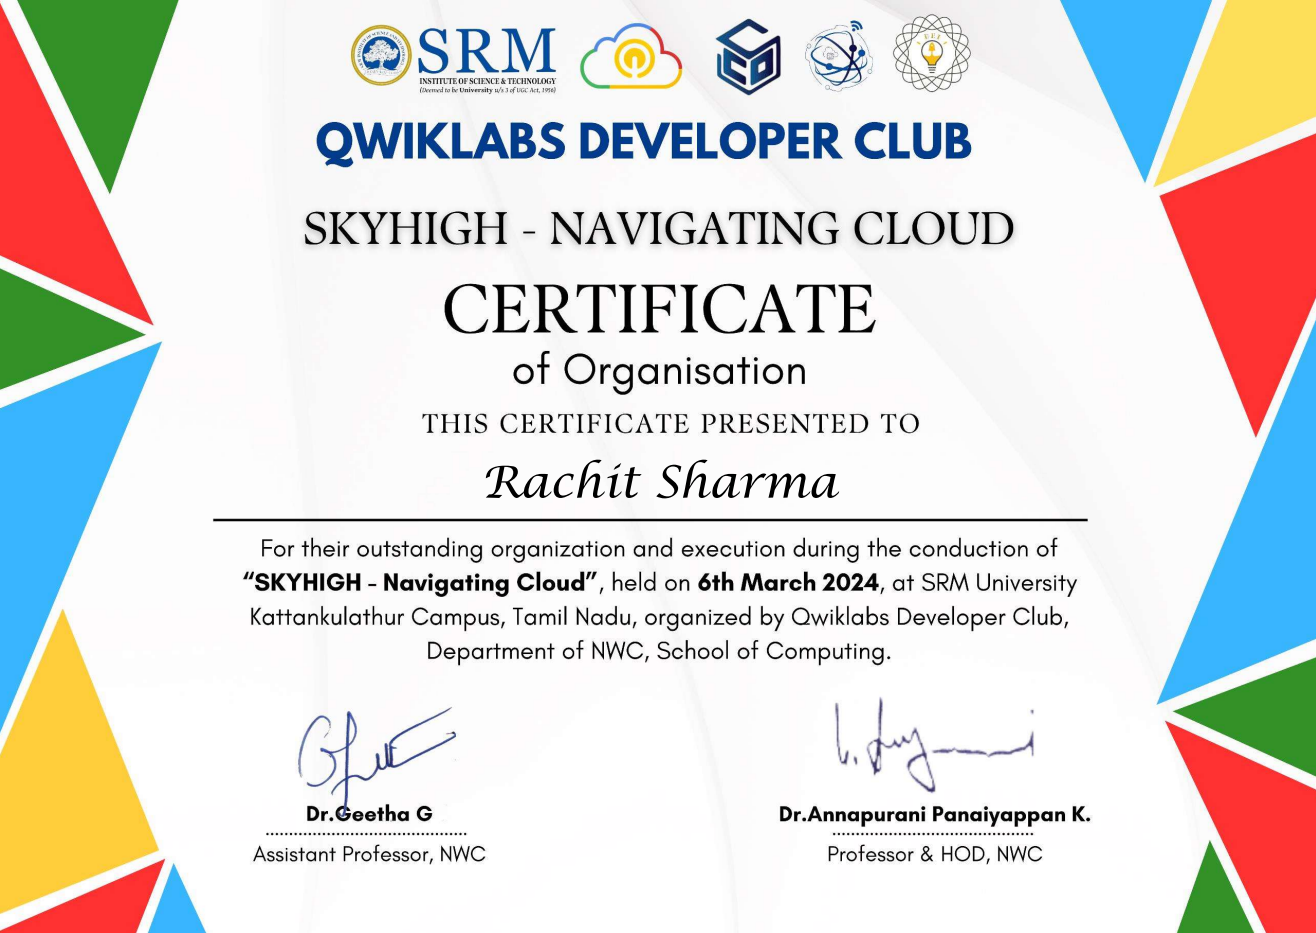 SRM
INSTITUTE OF SCIENCE & TECHNOLOGY
(Deemed to be University u/s 3 of UGC Act, 1956)
QWIKLABS DEVELOPER CLUB
SKYHIGH - NAVIGATING CLOUD
CERTIFICATE
of Organisation
THIS CERTIFICATE PRESENTED TO
Rachit Sharma
For their outstanding organization and execution during the conduction of
“SKYHIGH - Navigating Cloud”, held on 6th March 2024, at SRM University
Kattankulathur Campus, Tamil Nadu, organized by Qwiklabs Developer Club,
Department of NWC, School of Computing.
Dr.Geetha G
Assistant Professor, NWC
Dr.Annapurani Panaiyappan K.
Professor & HOD, NWC